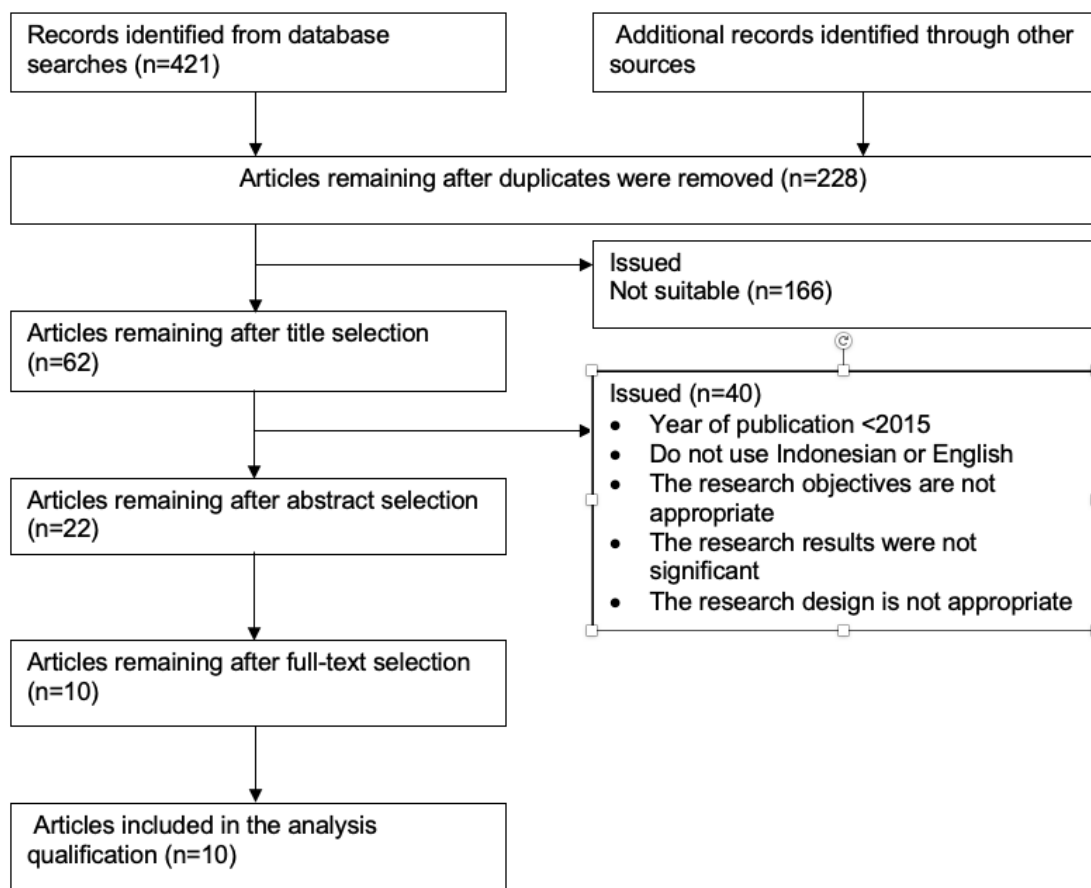 Records identified from database
searches (n=421)
Additional records identified through other
sources
Articles remaining after duplicates were removed (n=228)
Issued
Not suitable (n=166)
Articles remaining after title selection
(n=62)
Issued (n=40)
• Year of publication <2015
• Do not use Indonesian or English
• The research objectives are not
appropriate
• The research results were not
significant
• The research design is not appropriate
Articles remaining after abstract selection
(n=22)
Articles remaining after full-text selection
(n=10)
Articles included in the analysis
qualification (n=10)